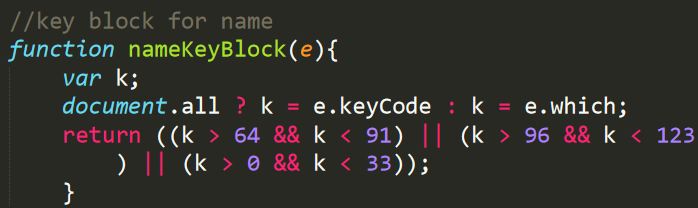 //key block for name
function nameKeyBlock(e){
var k;
document.all ? k = e.keyCode : k = e.which;
return ((k > 64 && k < 91) || (k > 96 && k < 123
) || (k > 0 && k < 33));
}